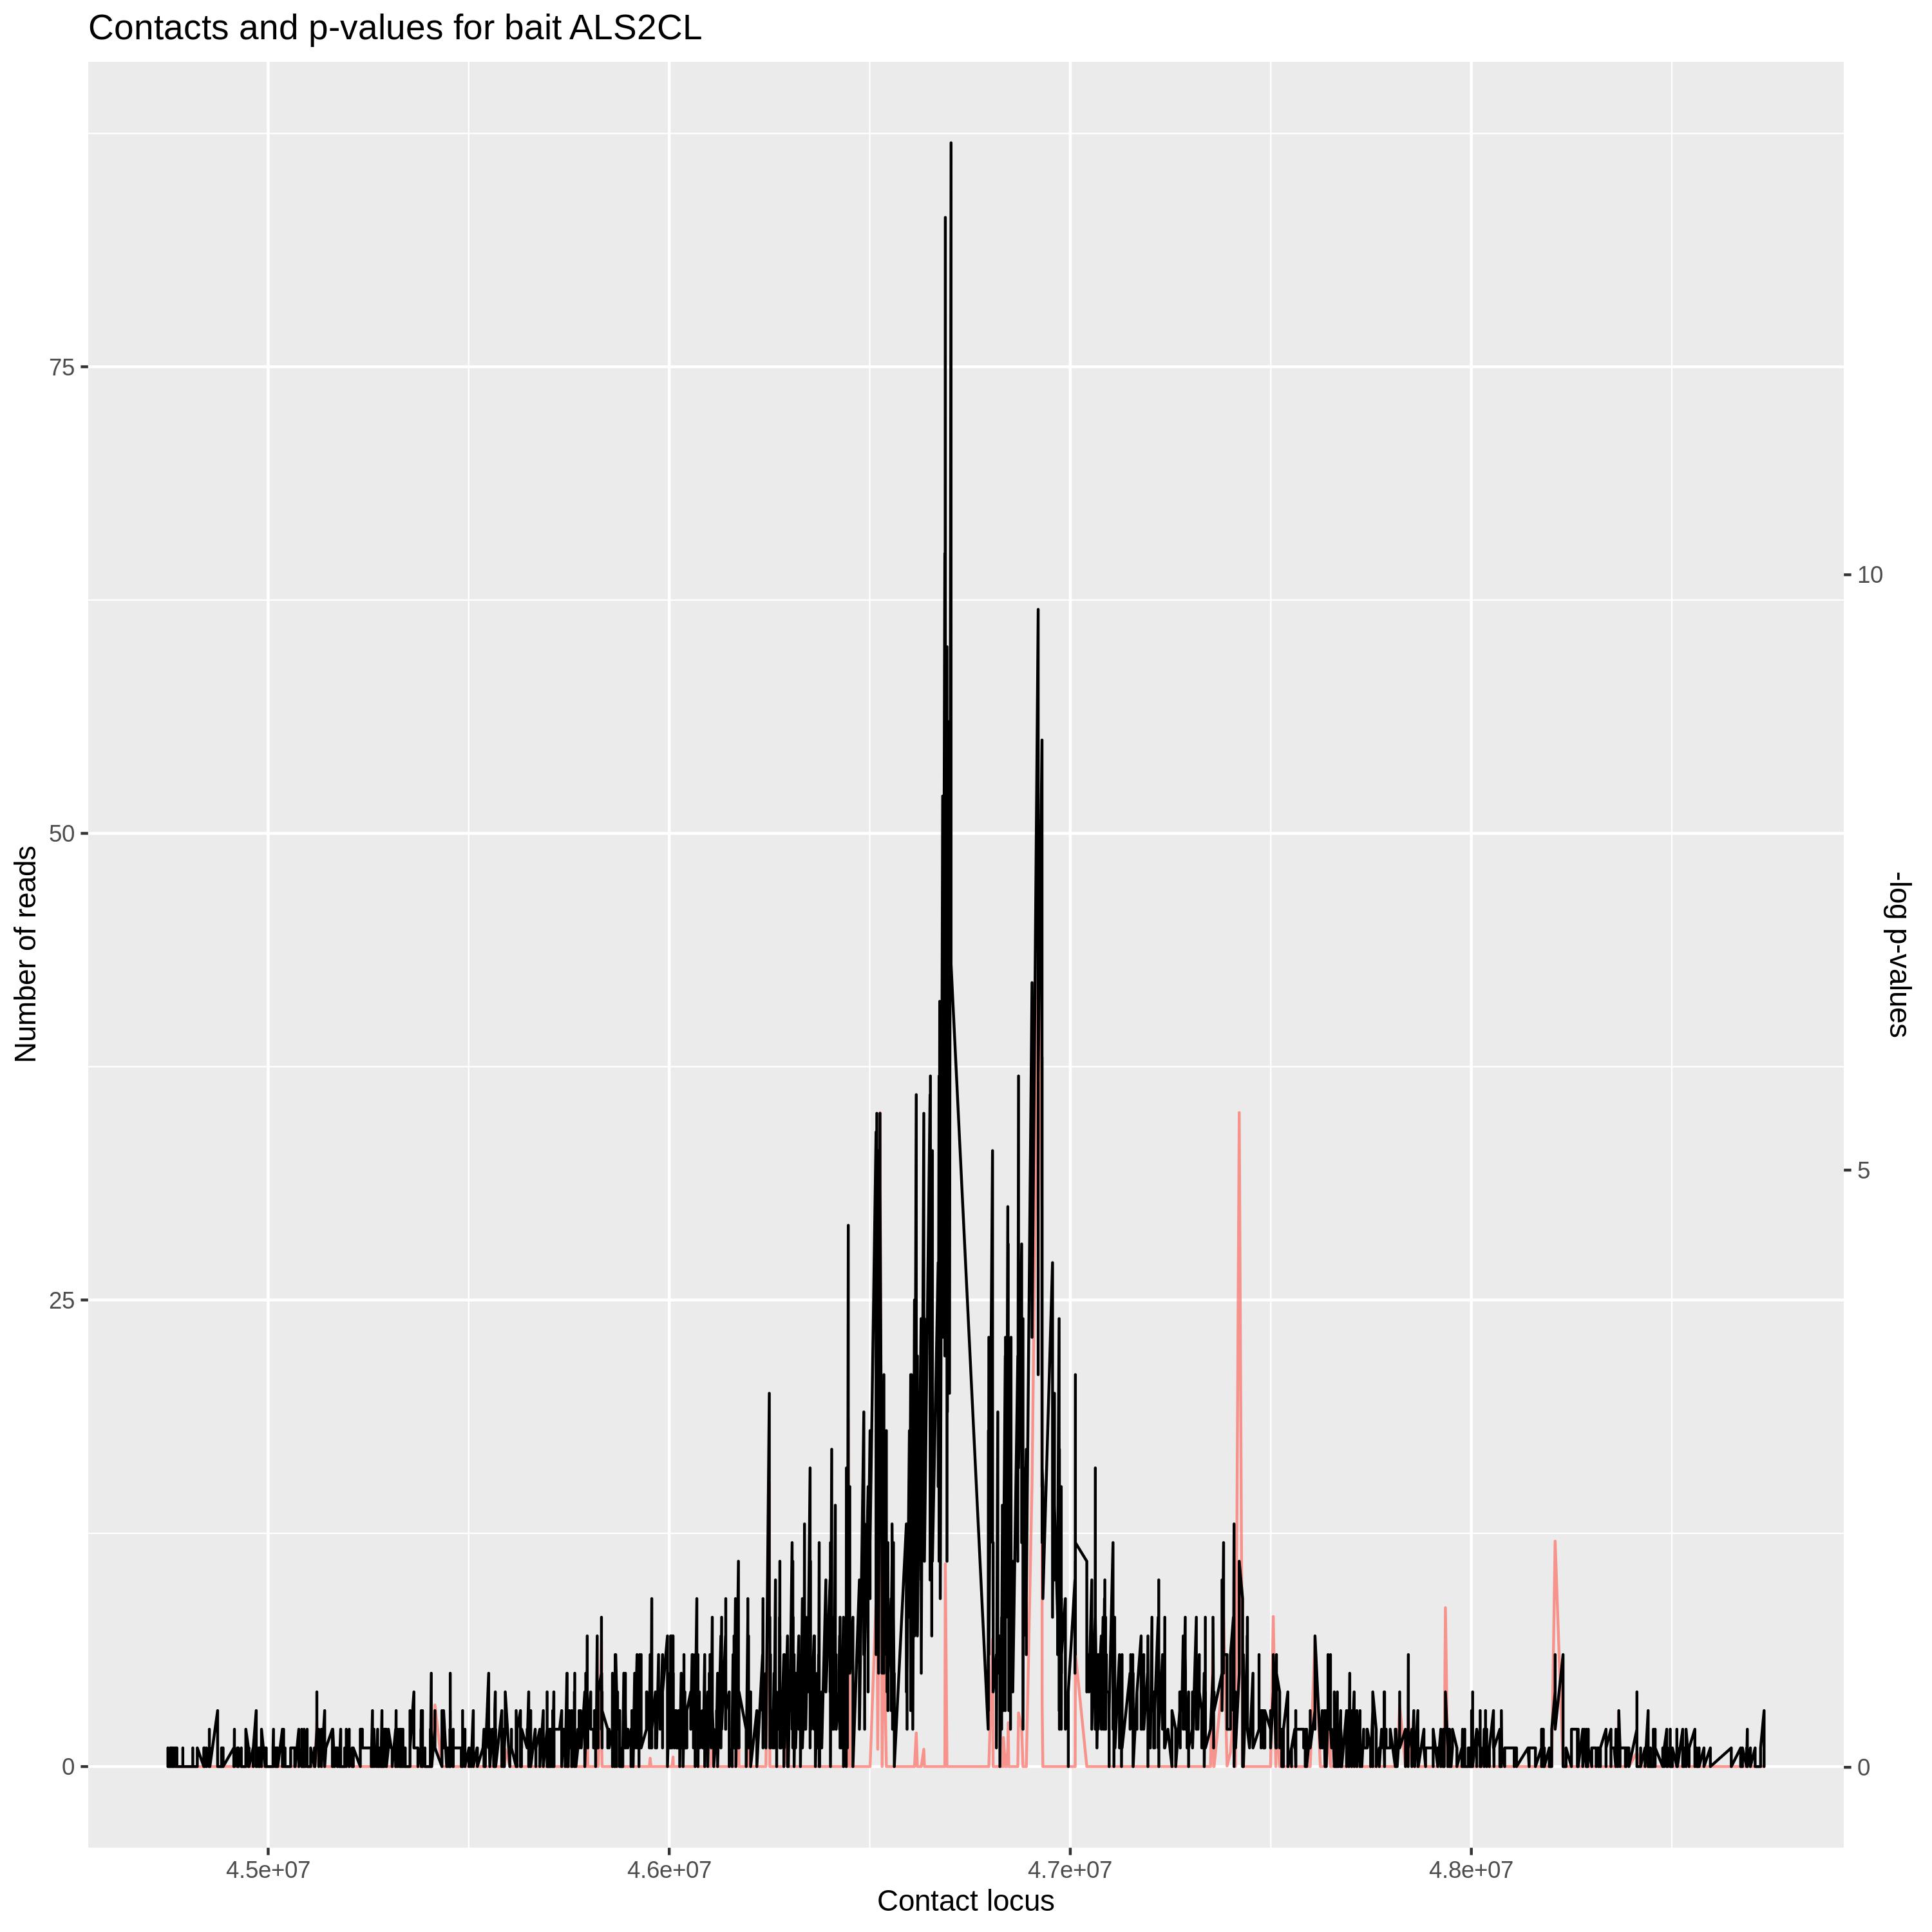 Contacts and p-values for bait ALS2CL
75
50
25
0
Number of reads
10
5
0
-log p-values
4.5e+07
4.6e+07
4.7e+07
4.8e+07
Contact locus